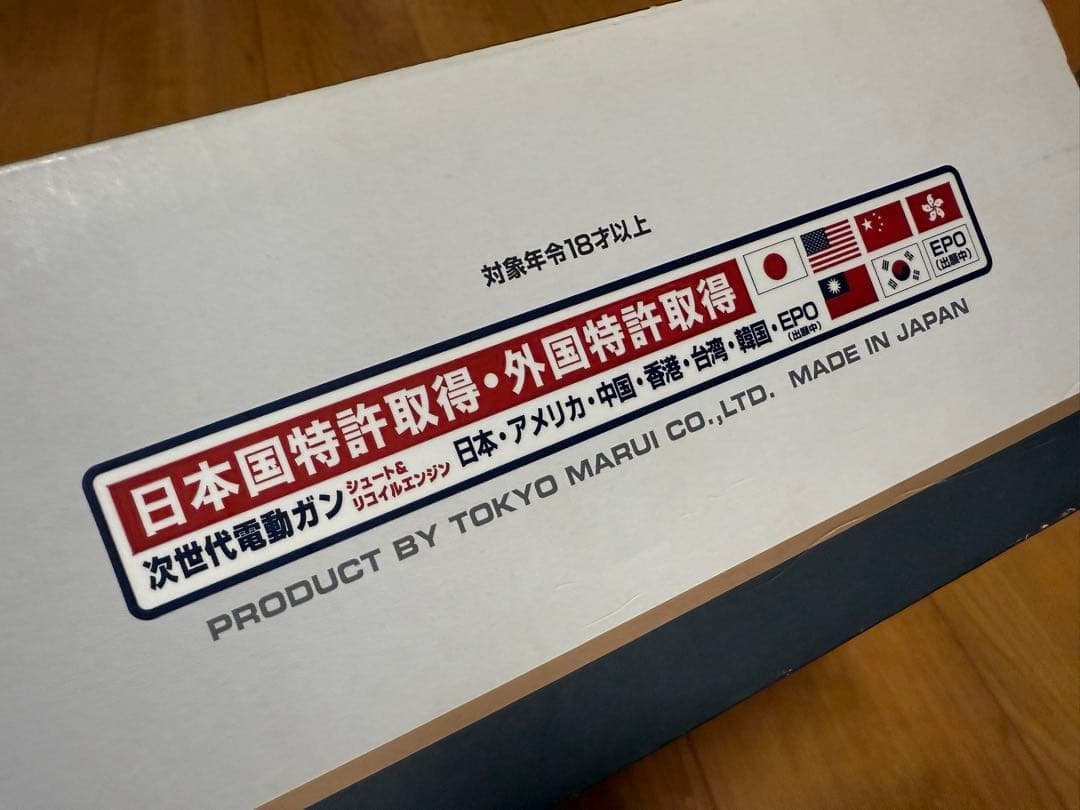 対象年令18才以上
日本国特許取得・外国特許取得
次世代電動ガン シュート&リコイルエンジン 日本・アメリカ・中国・香港・台湾・韓国・EPO(出願中)
EPO
(出願中)
PRODUCT BY TOKYO MARUI CO.,LTD. MADE IN JAPAN